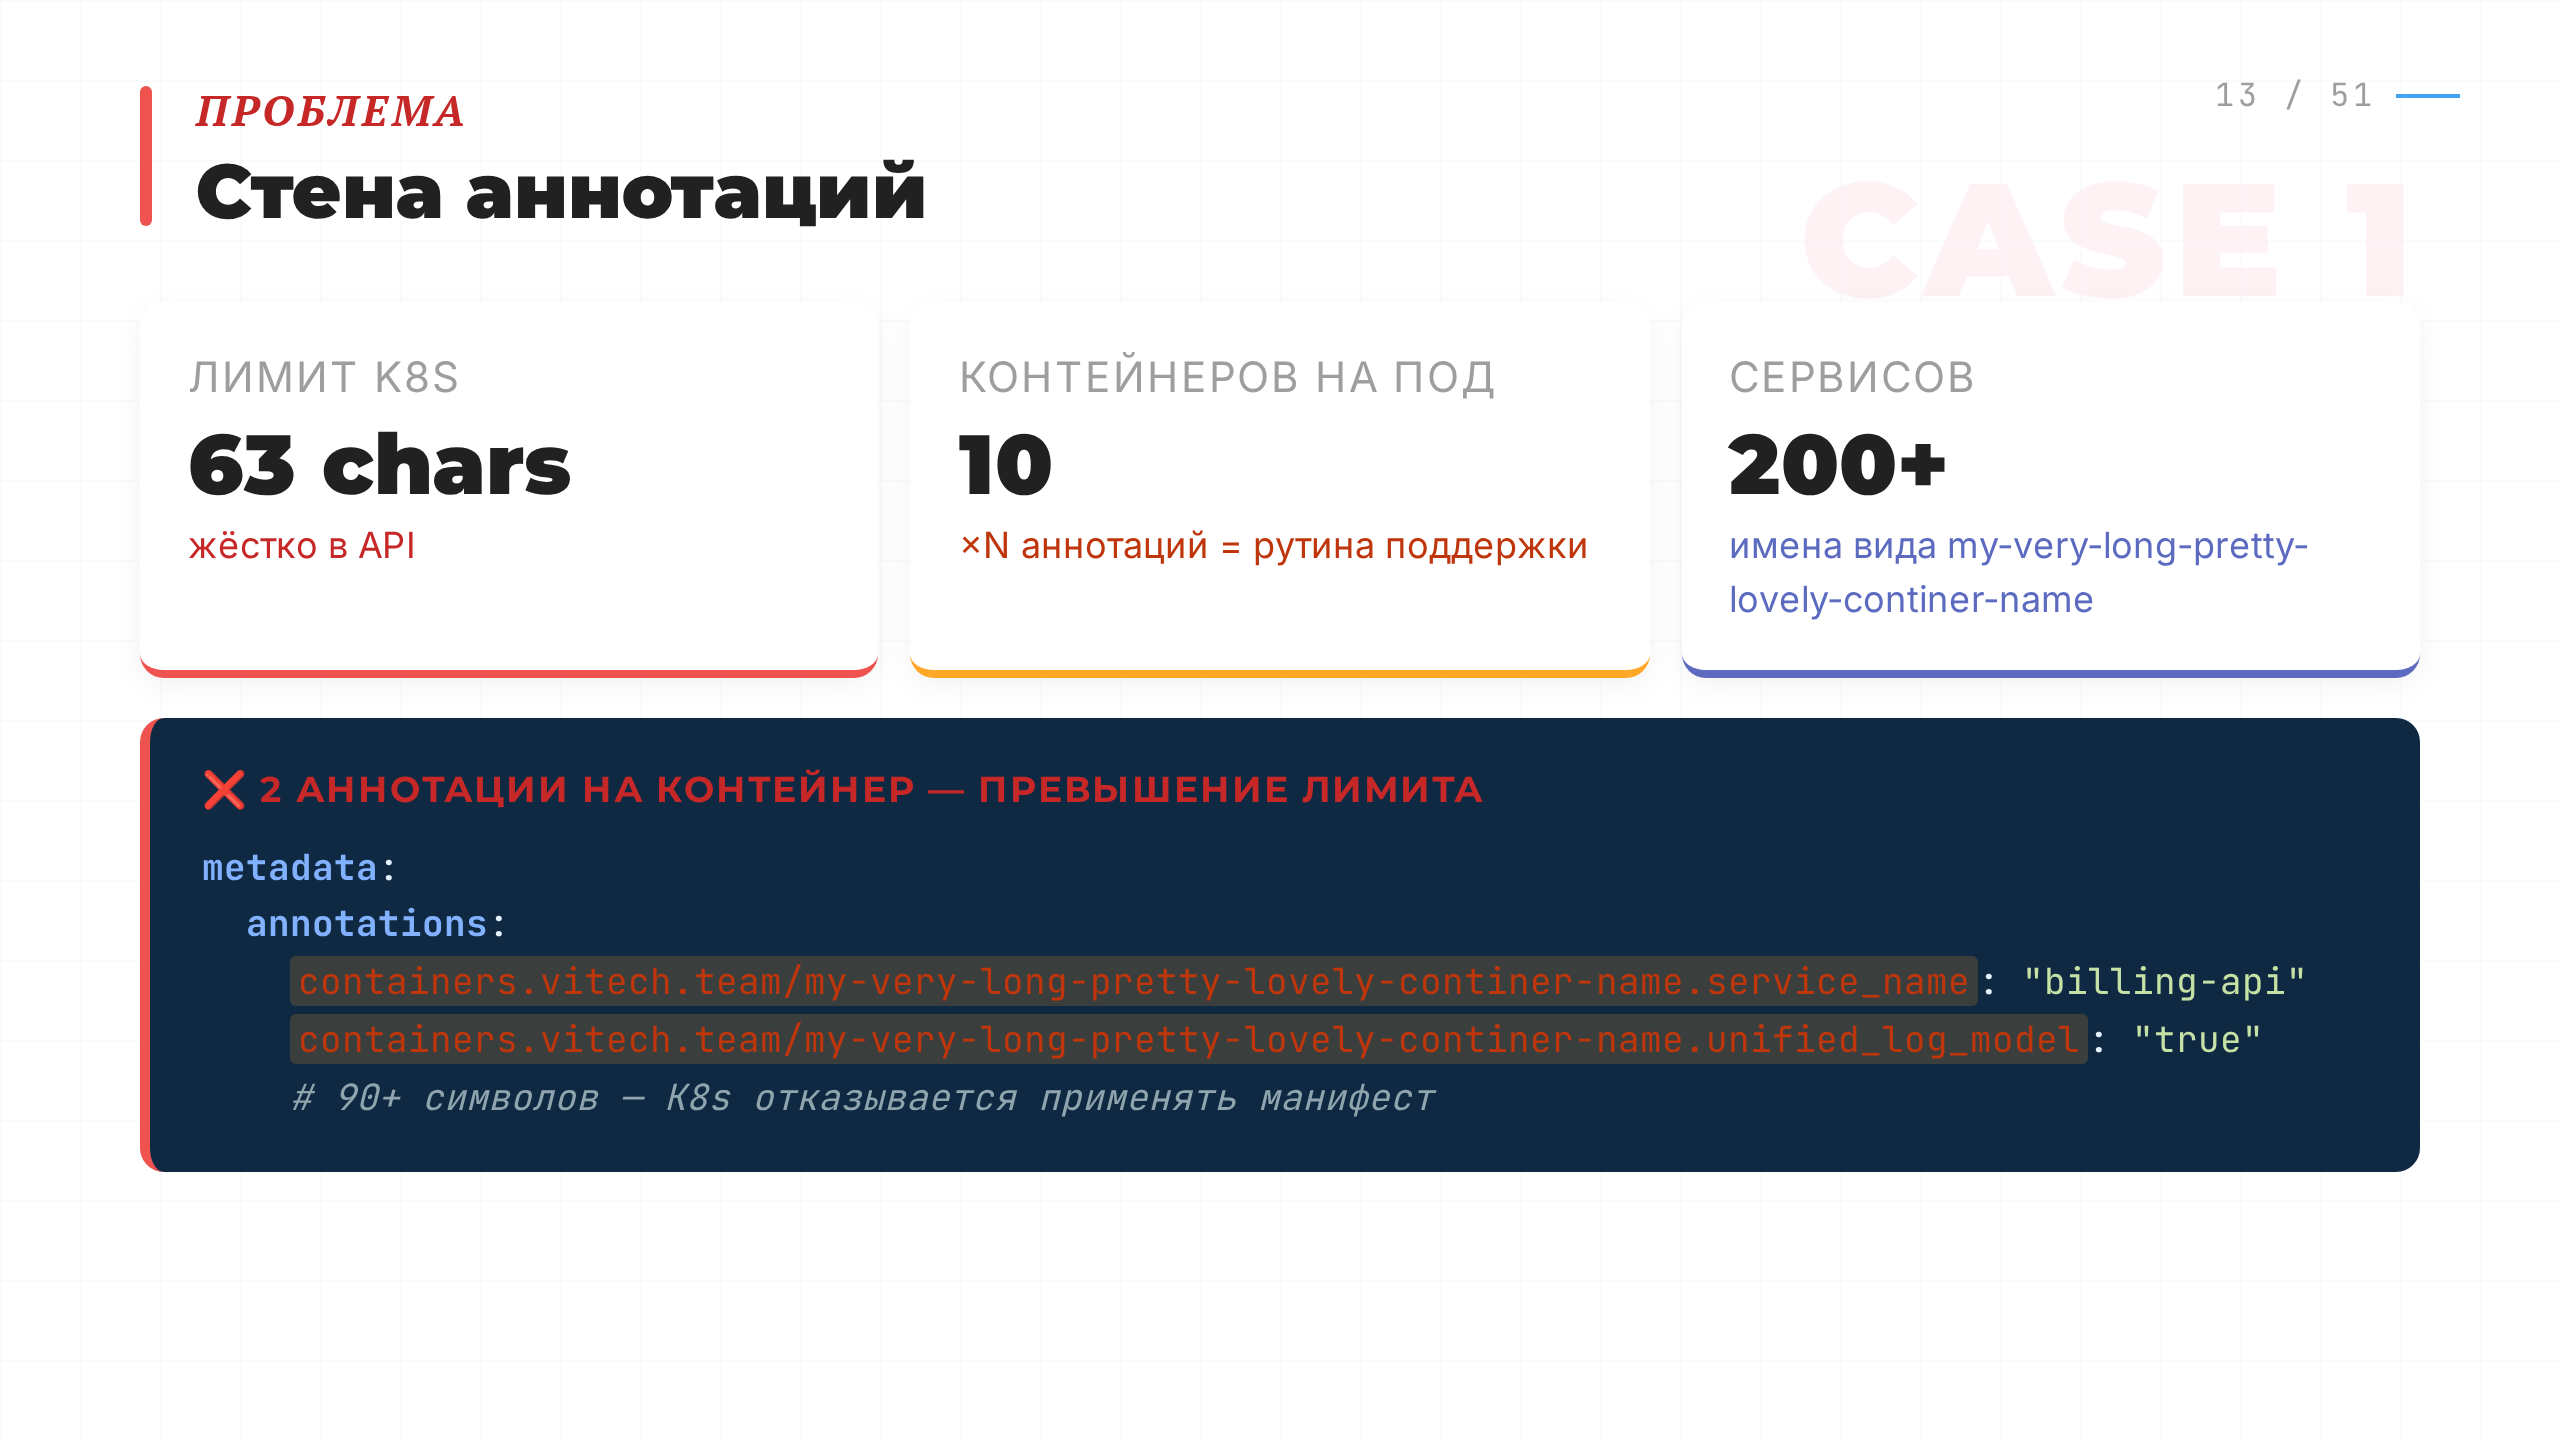 ПРОБЛЕМА
Стена аннотаций
13 / 51
CASE 1
ЛИМИТ K8S
63 chars
жёстко в API
КОНТЕЙНЕРОВ НА ПОД
10
×N аннотаций = рутина поддержки
СЕРВИСОВ
200+
имена вида my-very-long-pretty-
lovely-continer-name
❌ 2 АННОТАЦИИ НА КОНТЕЙНЕР — ПРЕВЫШЕНИЕ ЛИМИТА
metadata:
  annotations:
    containers.vitech.team/my-very-long-pretty-lovely-continer-name.service_name: "billing-api"
    containers.vitech.team/my-very-long-pretty-lovely-continer-name.unified_log_model: "true"
    # 90+ символов — K8s отказывается применять манифест